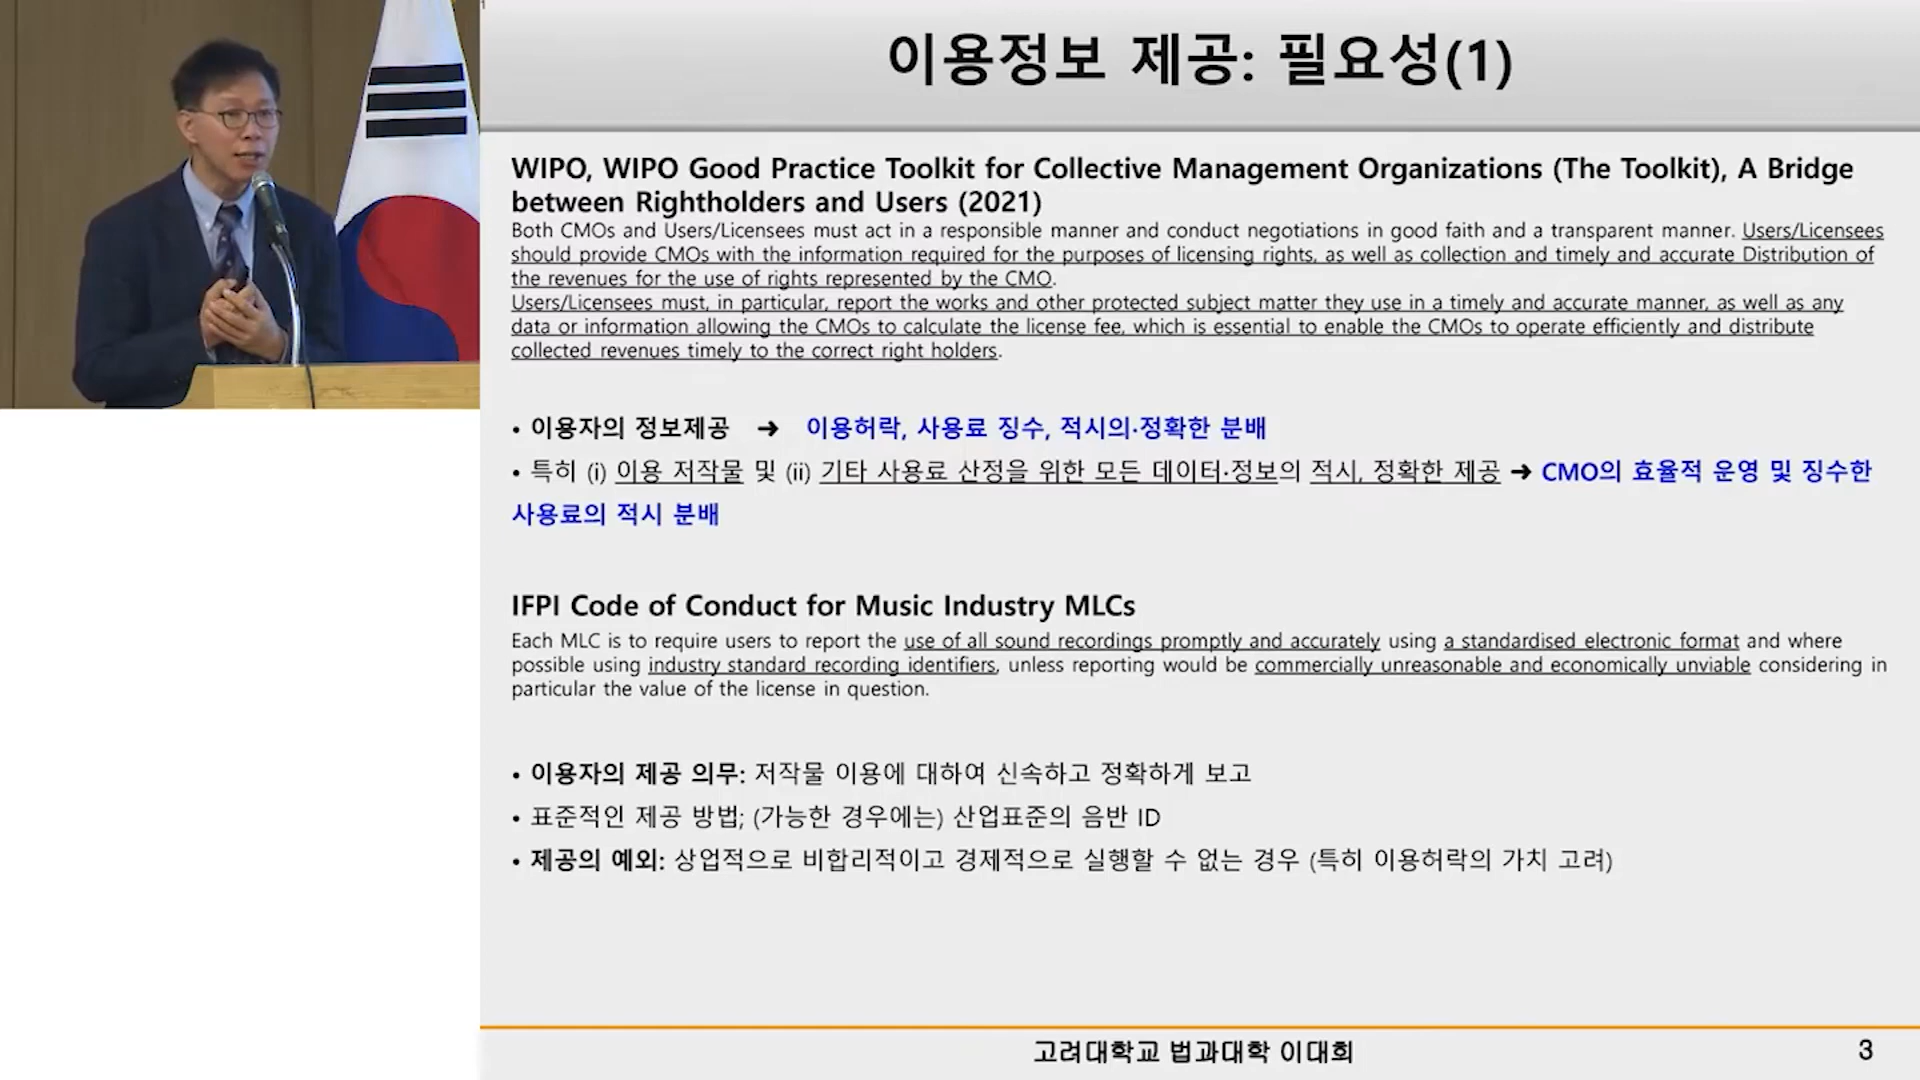 이용정보 제공: 필요성(1)
WIPO, WIPO Good Practice Toolkit for Collective Management Organizations (The Toolkit), A Bridge
between Rightholders and Users (2021)
Both CMOs and Users/Licensees must act in a responsible manner and conduct negotiations in good faith and a transparent manner. Users/Licensees
should provide CMOs with the information required for the purposes of licensing rights, as well as collection and timely and accurate Distribution of
the revenues for the use of rights represented by the CMO.
Users/Licensees must, in particular, report the works and other protected subject matter they use in a timely and accurate manner, as well as any
data or information allowing the CMOs to calculate the license fee, which is essential to enable the CMOs to operate efficiently and distribute
collected revenues timely to the correct right holders.
• 이용자의 정보제공 ➜ 이용허락, 사용료 징수, 적시의·정확한 분배
• 특히 (i) 이용 저작물 및 (ii) 기타 사용료 산정을 위한 모든 데이터·정보의 적시, 정확한 제공 ➜ CMO의 효율적 운영 및 징수한
사용료의 적시 분배
IFPI Code of Conduct for Music Industry MLCs
Each MLC is to require users to report the use of all sound recordings promptly and accurately using a standardised electronic format and where
possible using industry standard recording identifiers, unless reporting would be commercially unreasonable and economically unviable considering in
particular the value of the license in question.
• 이용자의 제공 의무: 저작물 이용에 대하여 신속하고 정확하게 보고
• 표준적인 제공 방법; (가능한 경우에는) 산업표준의 음반 ID
• 제공의 예외: 상업적으로 비합리적이고 경제적으로 실행할 수 없는 경우 (특히 이용허락의 가치 고려)
고려대학교 법과대학 이대희
3